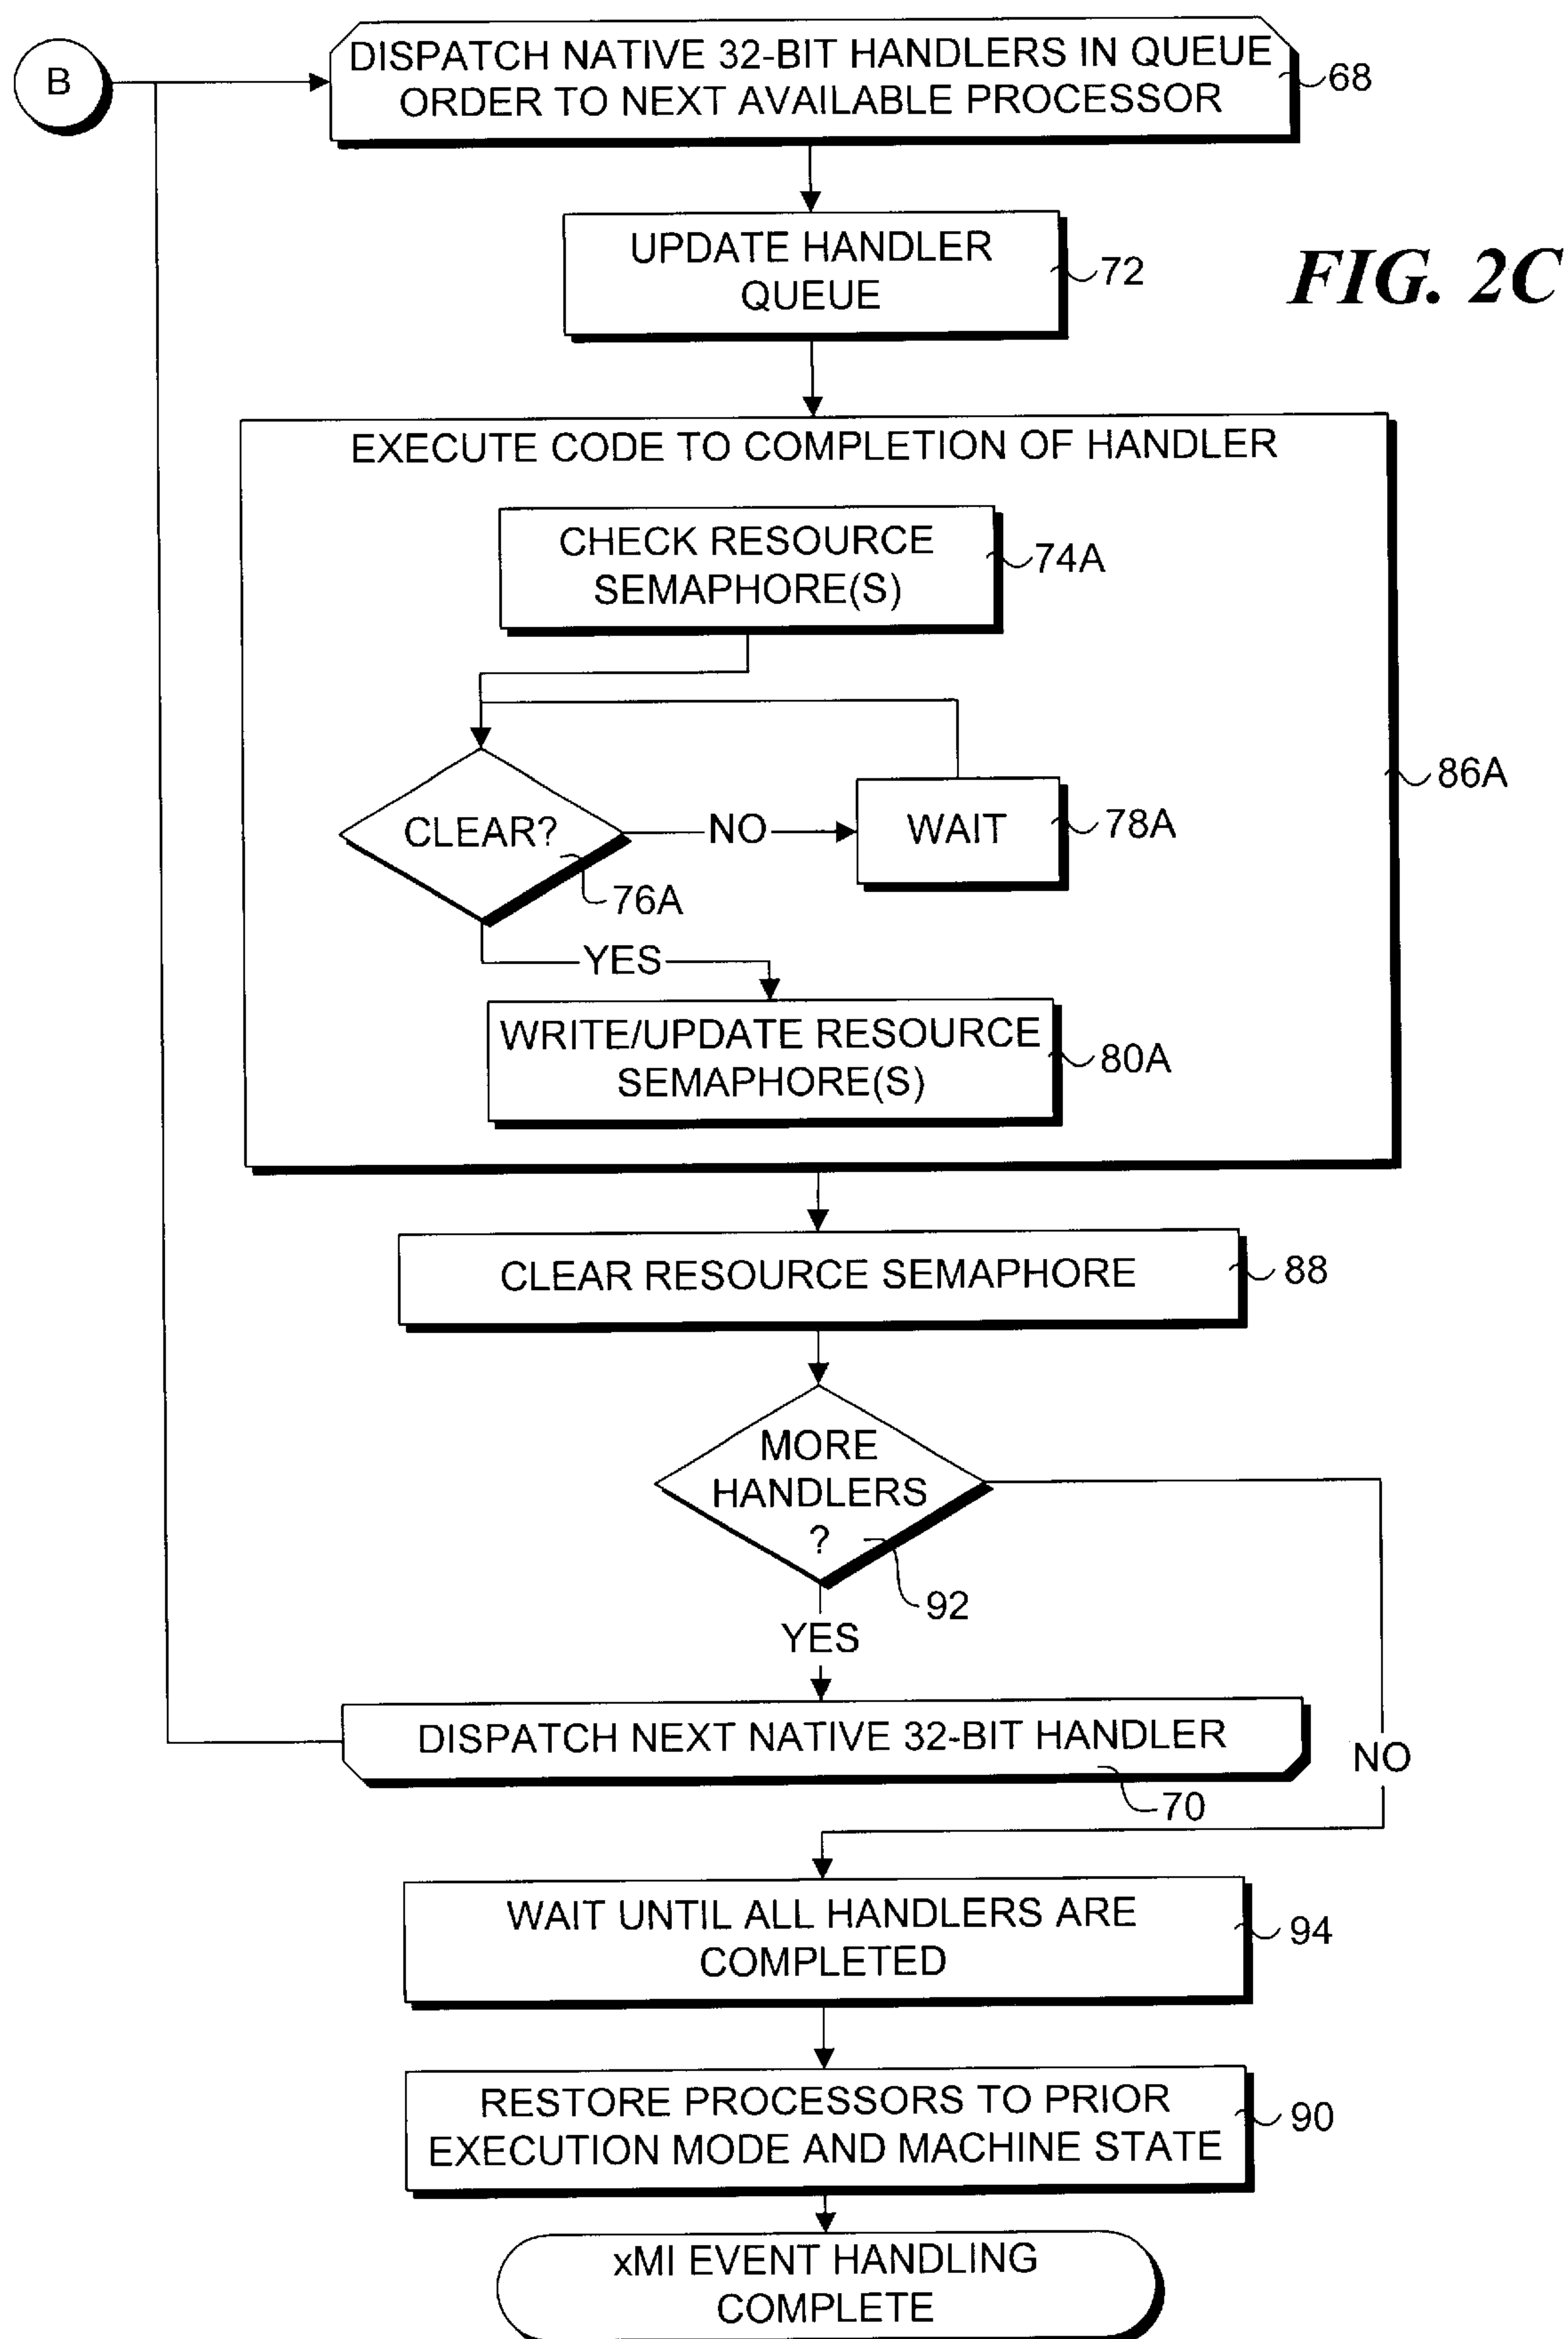 B
DISPATCH NATIVE 32-BIT HANDLERS IN QUEUE
ORDER TO NEXT AVAILABLE PROCESSOR
68
UPDATE HANDLER
QUEUE
72
FIG. 2C
EXECUTE CODE TO COMPLETION OF HANDLER
CHECK RESOURCE
SEMAPHORE(S)
74A
86A
CLEAR?
NO
WAIT
78A
76A
YES
WRITE/UPDATE RESOURCE
SEMAPHORE(S)
80A
CLEAR RESOURCE SEMAPHORE
88
MORE
HANDLERS
?
92
YES
DISPATCH NEXT NATIVE 32-BIT HANDLER
NO
70
WAIT UNTIL ALL HANDLERS ARE
COMPLETED
94
RESTORE PROCESSORS TO PRIOR
EXECUTION MODE AND MACHINE STATE
90
xMI EVENT HANDLING
COMPLETE